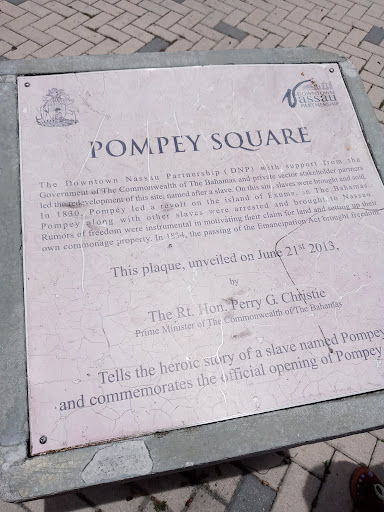 DOWNTOWN
Nassau
PARTNERSHIP
POMPEY SQUARE
The Downtown Nassau Partnership (DNP) with support from the
Government of The Commonwealth of The Bahamas and private sector stakeholder partners
led the redevelopment of this site, named after a slave. On this site, slaves were brought and sold.
In 1830, Pompey led a revolt on the island of Exuma in The Bahamas.
Pompey along with other slaves were arrested and brought to Nassau.
Rumors of freedom were instrumental in motivating their claim for land and setting up their
own commonage property. In 1834, the passing of the Emancipation Act brought freedom.
This plaque, unveiled on June 21st 2013,
by
The Rt. Hon. Perry G. Christie
Prime Minister of The Commonwealth of The Bahamas
Tells the heroic story of a slave named Pompey
and commemorates the official opening of Pompey